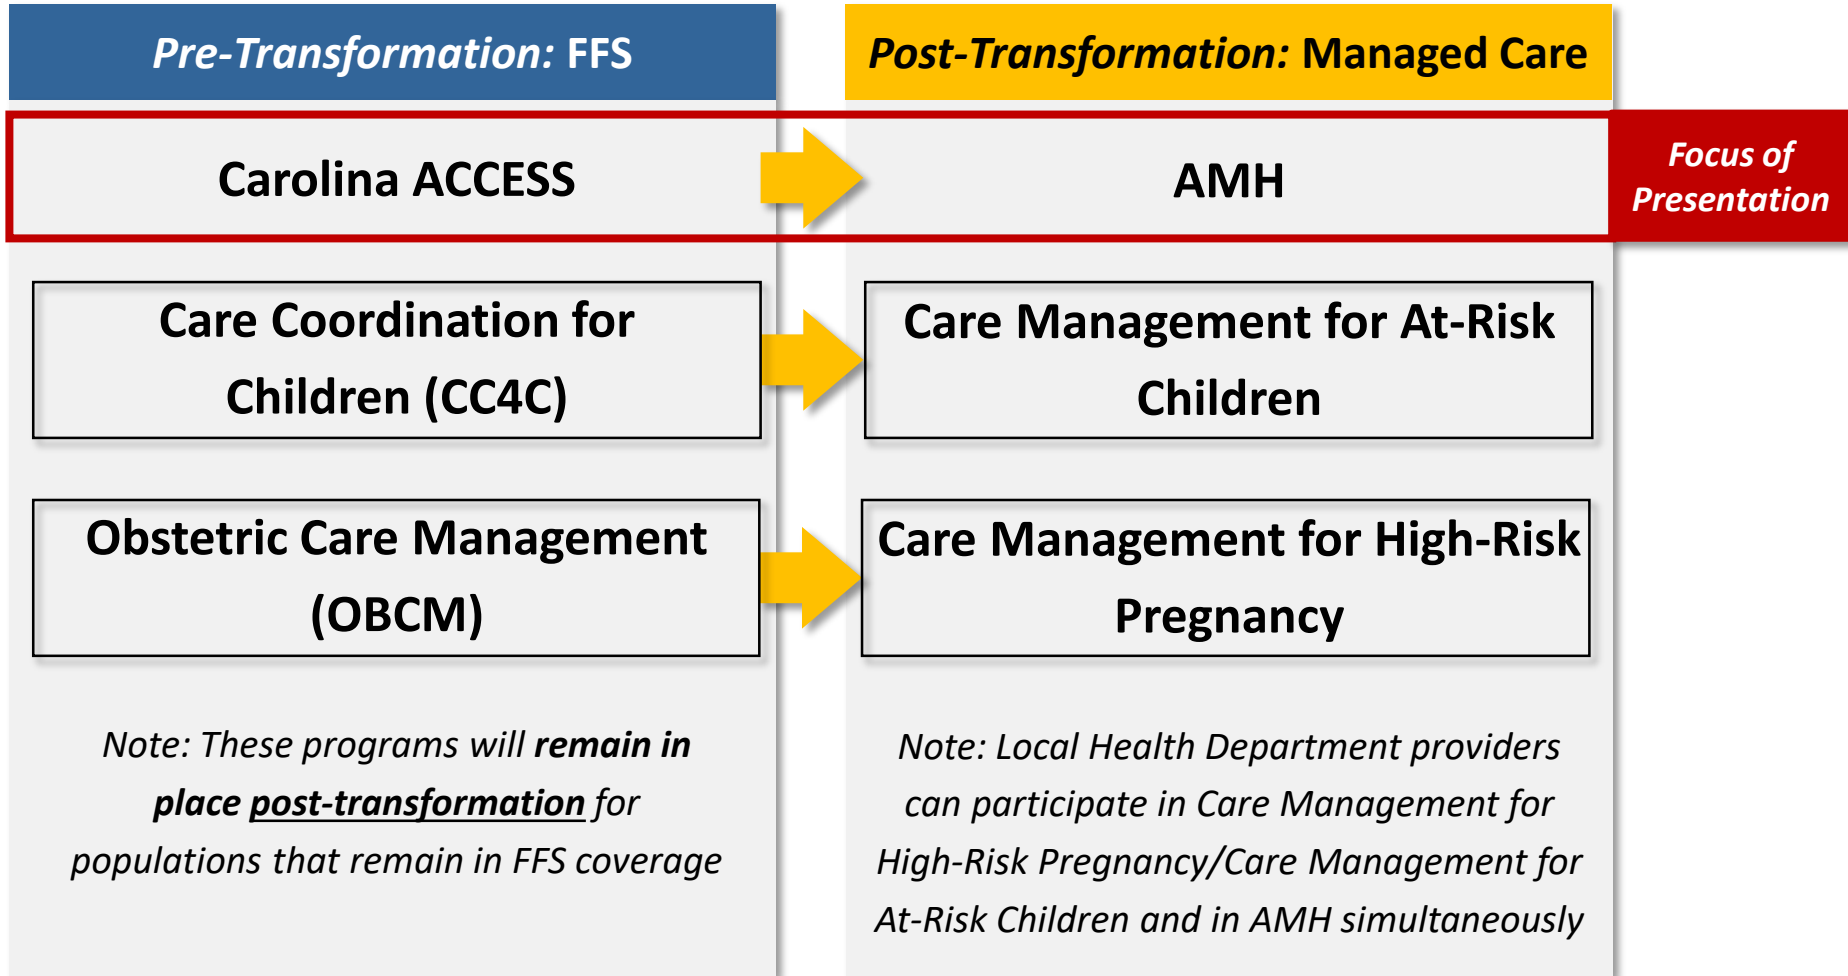 Pre-Transformation: FFS
Post-Transformation: Managed Care
Carolina ACCESS
AMH
Focus of
Presentation
Care Coordination for
Children (CC4C)
Care Management for At-Risk
Children
Obstetric Care Management
(OBCM)
Care Management for High-Risk
Pregnancy
Note: These programs will remain in
place post-transformation for
populations that remain in FFS coverage
Note: Local Health Department providers
can participate in Care Management for
High-Risk Pregnancy/Care Management for
At-Risk Children and in AMH simultaneously